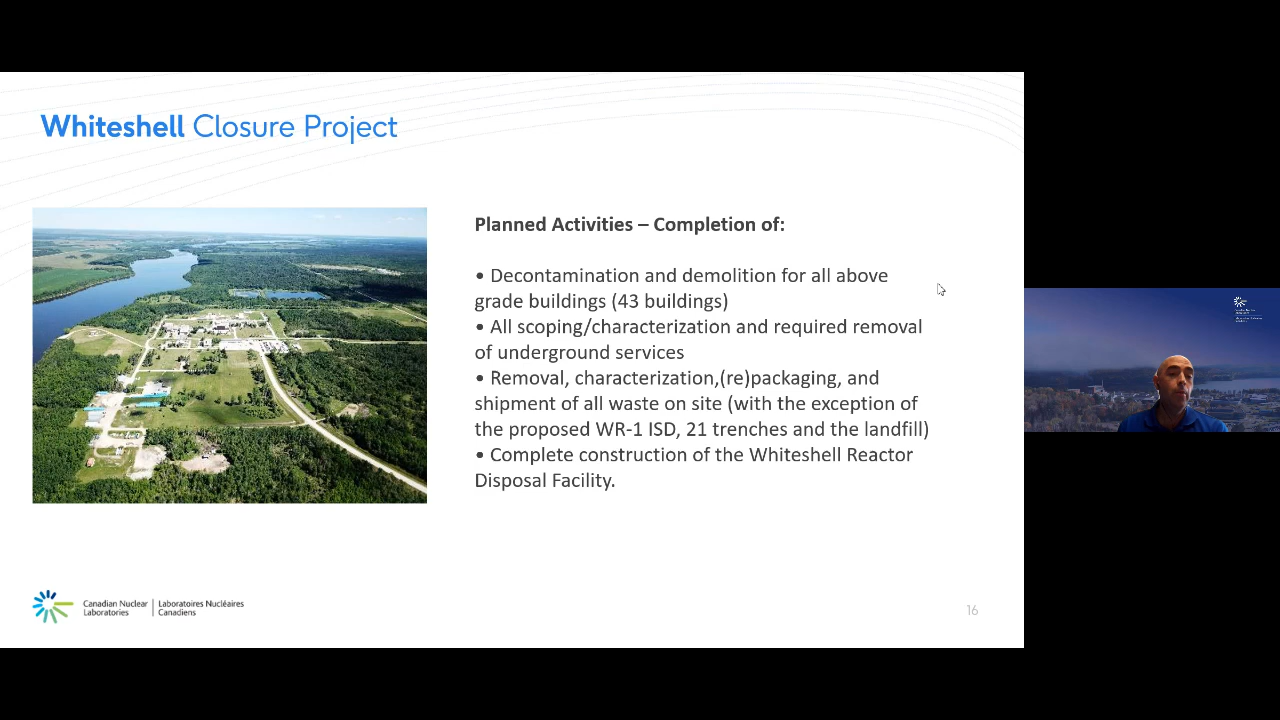 Whiteshell Closure Project
Planned Activities – Completion of:
• Decontamination and demolition for all above
grade buildings (43 buildings)
• All scoping/characterization and required removal
of underground services
• Removal, characterization,(re)packaging, and
shipment of all waste on site (with the exception of
the proposed WR-1 ISD, 21 trenches and the landfill)
• Complete construction of the Whiteshell Reactor
Disposal Facility.
Canadian Nuclear
Laboratories
Laboratoires Nucléaires
Canadiens
16